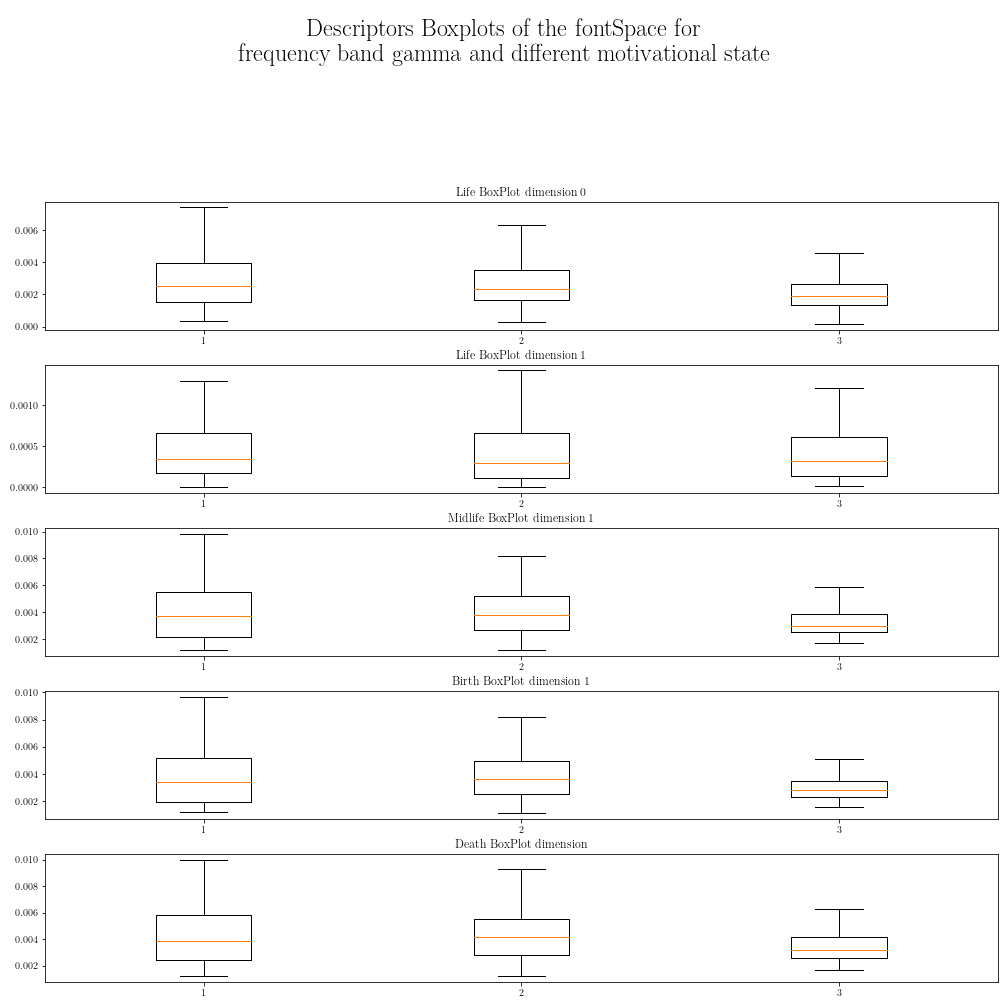 Descriptors Boxplots of the fontSpace for
frequency band gamma and different motivational state
Life BoxPlot dimension 0
0.006
0.004
0.002
0.000
1 2 3
Life BoxPlot dimension 1
0.0010
0.0005
0.0000
1 2 3
Midlife BoxPlot dimension 1
0.010
0.008
0.006
0.004
0.002
1 2 3
Birth BoxPlot dimension 1
0.010
0.008
0.006
0.004
0.002
1 2 3
Death BoxPlot dimension
0.010
0.008
0.006
0.004
0.002
1 2 3